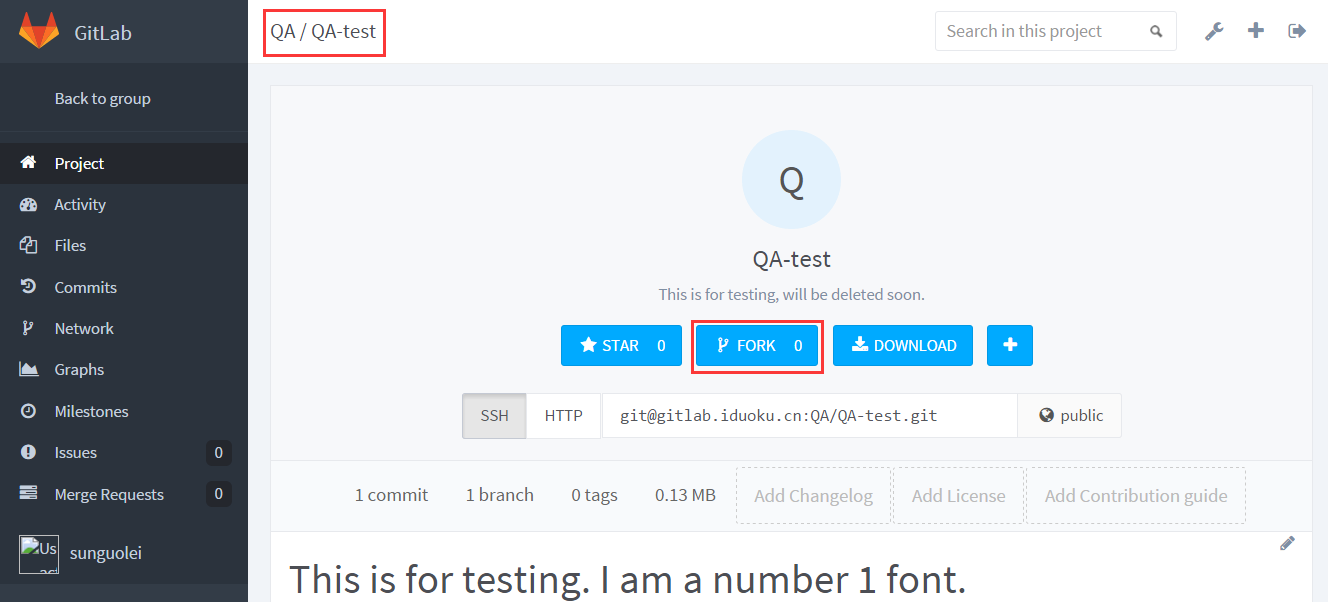 GitLab
QA / QA-test
Search in this project
Back to group
Project
Activity
Files
Commits
Network
Graphs
Milestones
Issues 0
Merge Requests 0
sunguolei
Q
QA-test
This is for testing, will be deleted soon.
STAR 0
FORK 0
DOWNLOAD
SSH
HTTP
git@gitlab.iduoku.cn:QA/QA-test.git
public
1 commit
1 branch
0 tags
0.13 MB
Add Changelog
Add License
Add Contribution guide
This is for testing. I am a number 1 font.